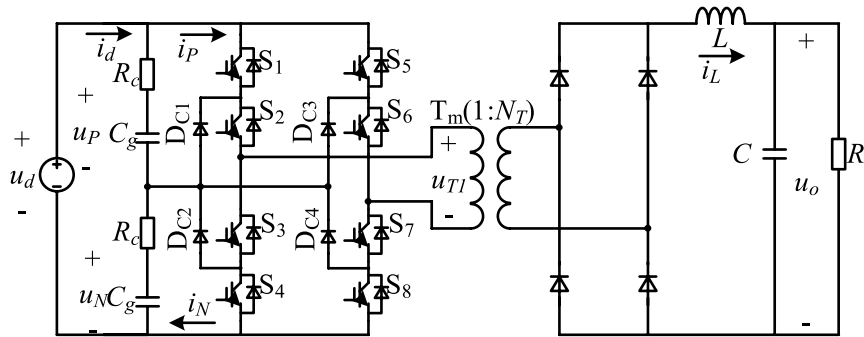 i_d
i_P
S_1
S_5
L
i_L
+
R_c
+
u_P
C_g
-
D_C1
S_2
D_C3
S_6
T_m(1:N_T)
+
u_d
-
+
u_T1
-
C
R
u_o
R_c
+
u_N
C_g
-
D_C2
S_3
D_C4
S_7
i_N
S_4
S_8
-